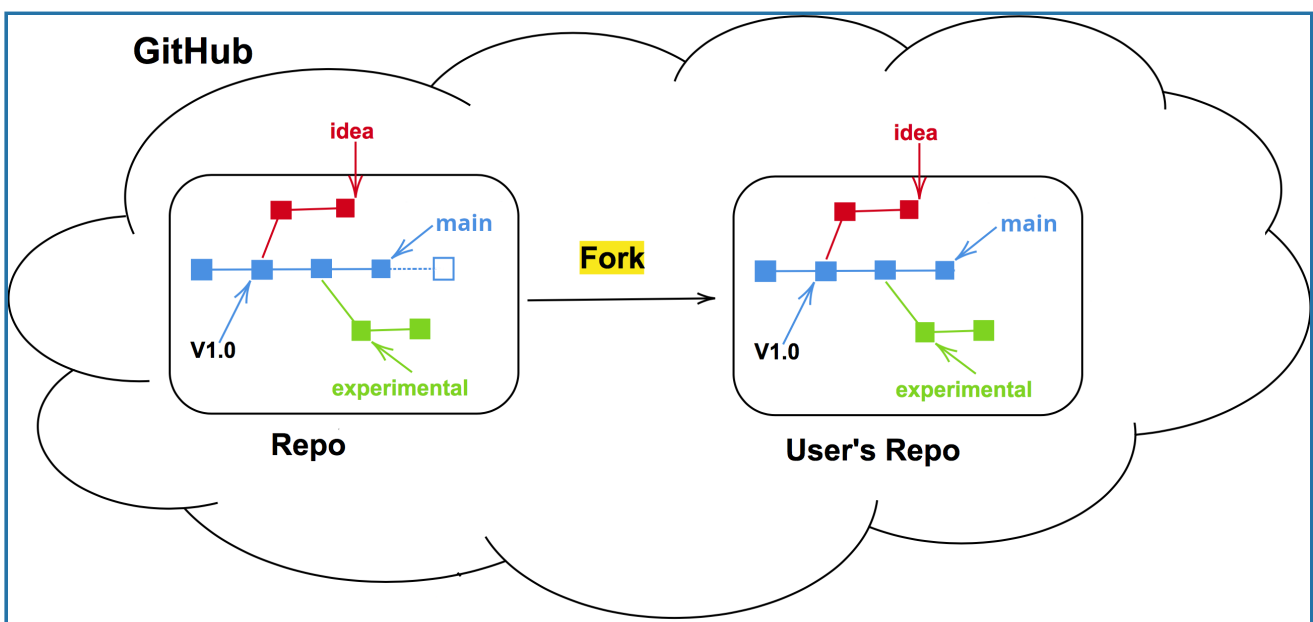 GitHub
idea
main
V1.0
experimental
Repo
Fork
idea
main
V1.0
experimental
User's Repo